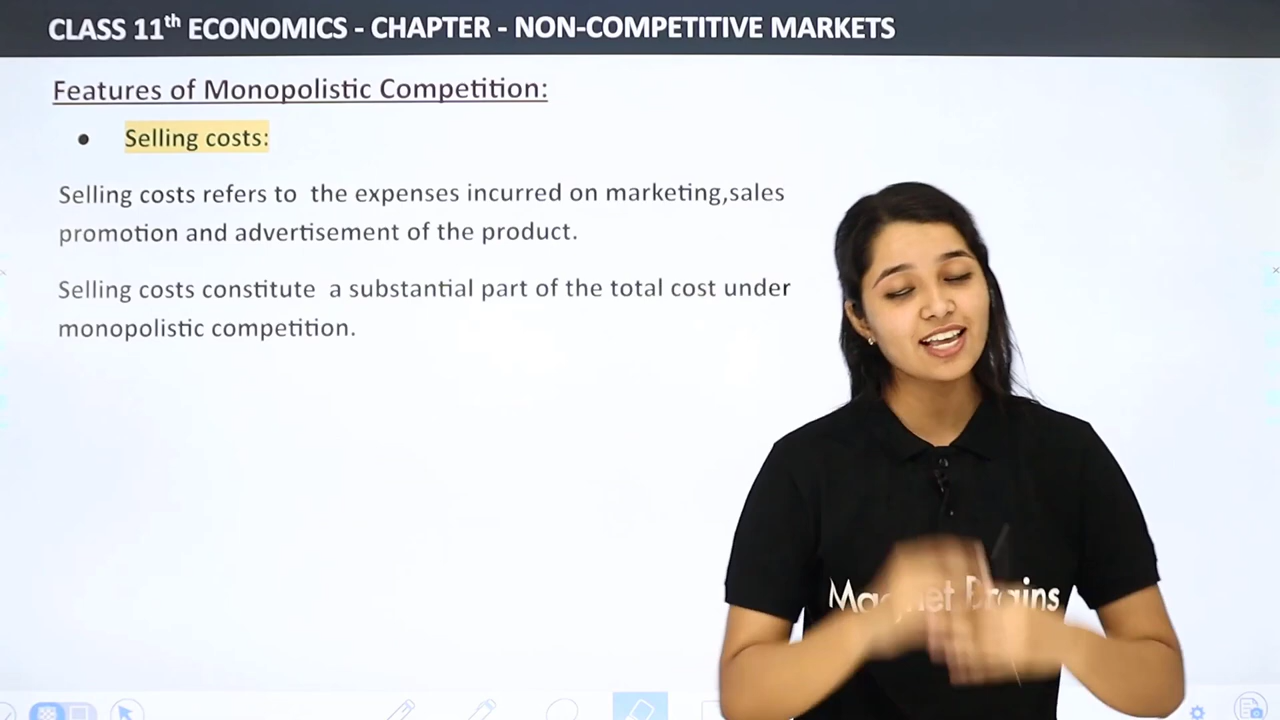 CLASS 11th ECONOMICS - CHAPTER - NON-COMPETITIVE MARKETS
Features of Monopolistic Competition:
• Selling costs:
Selling costs refers to the expenses incurred on marketing,sales
promotion and advertisement of the product.
Selling costs constitute a substantial part of the total cost under
monopolistic competition.